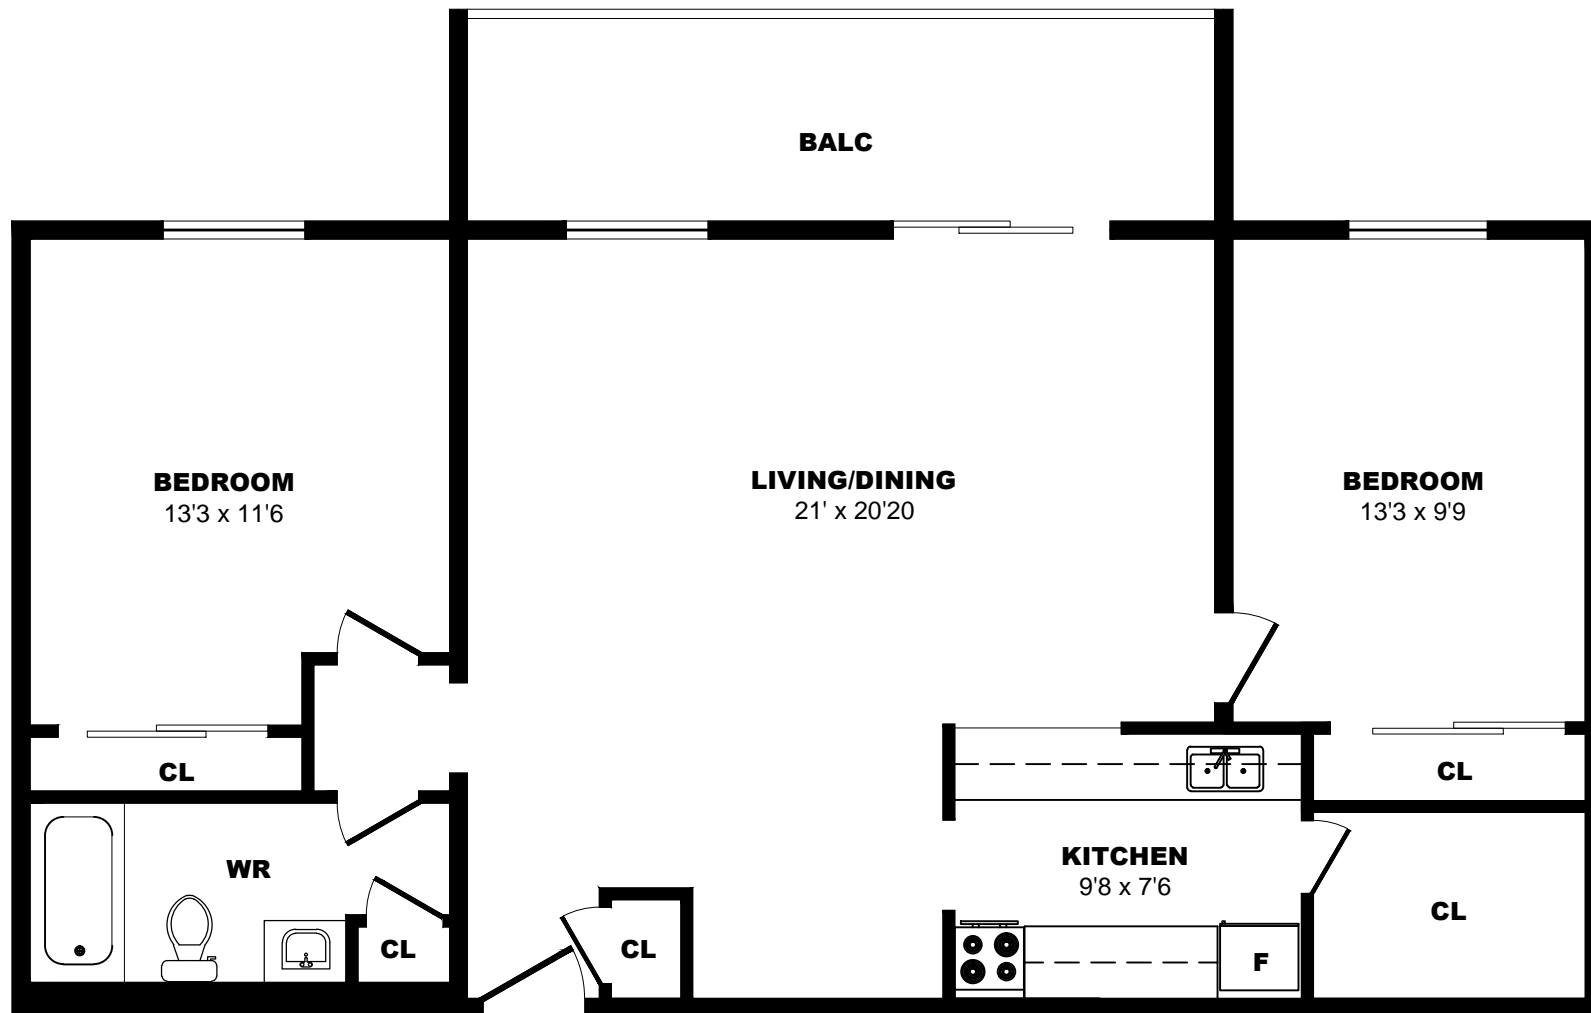 BALC
BEDROOM
13'3 x 11'6
LIVING/DINING
21' x 20'20
BEDROOM
13'3 x 9'9
CL
CL
WR
KITCHEN
9'8 x 7'6
CL
CL
CL
F